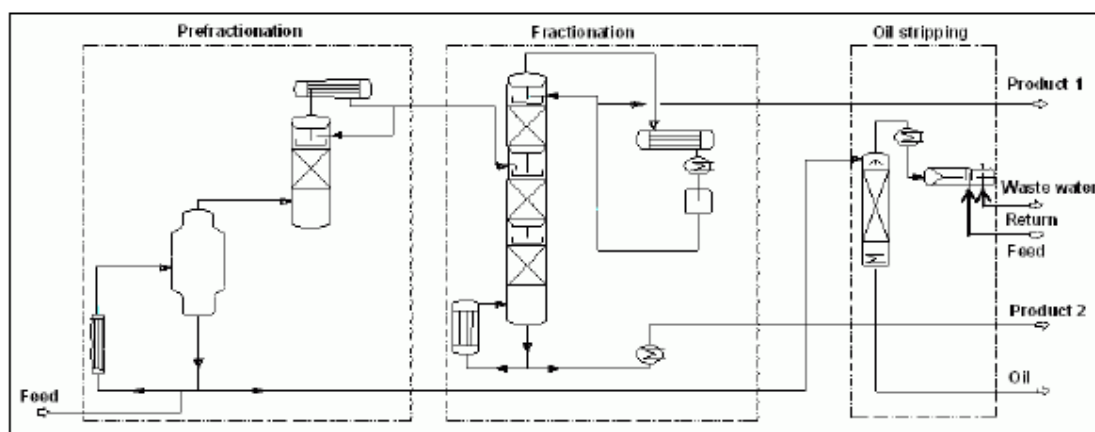 Prefractionation
Fractionation
Oil stripping
Product 1
Waste water
Return
Feed
Product 2
Oil
Feed